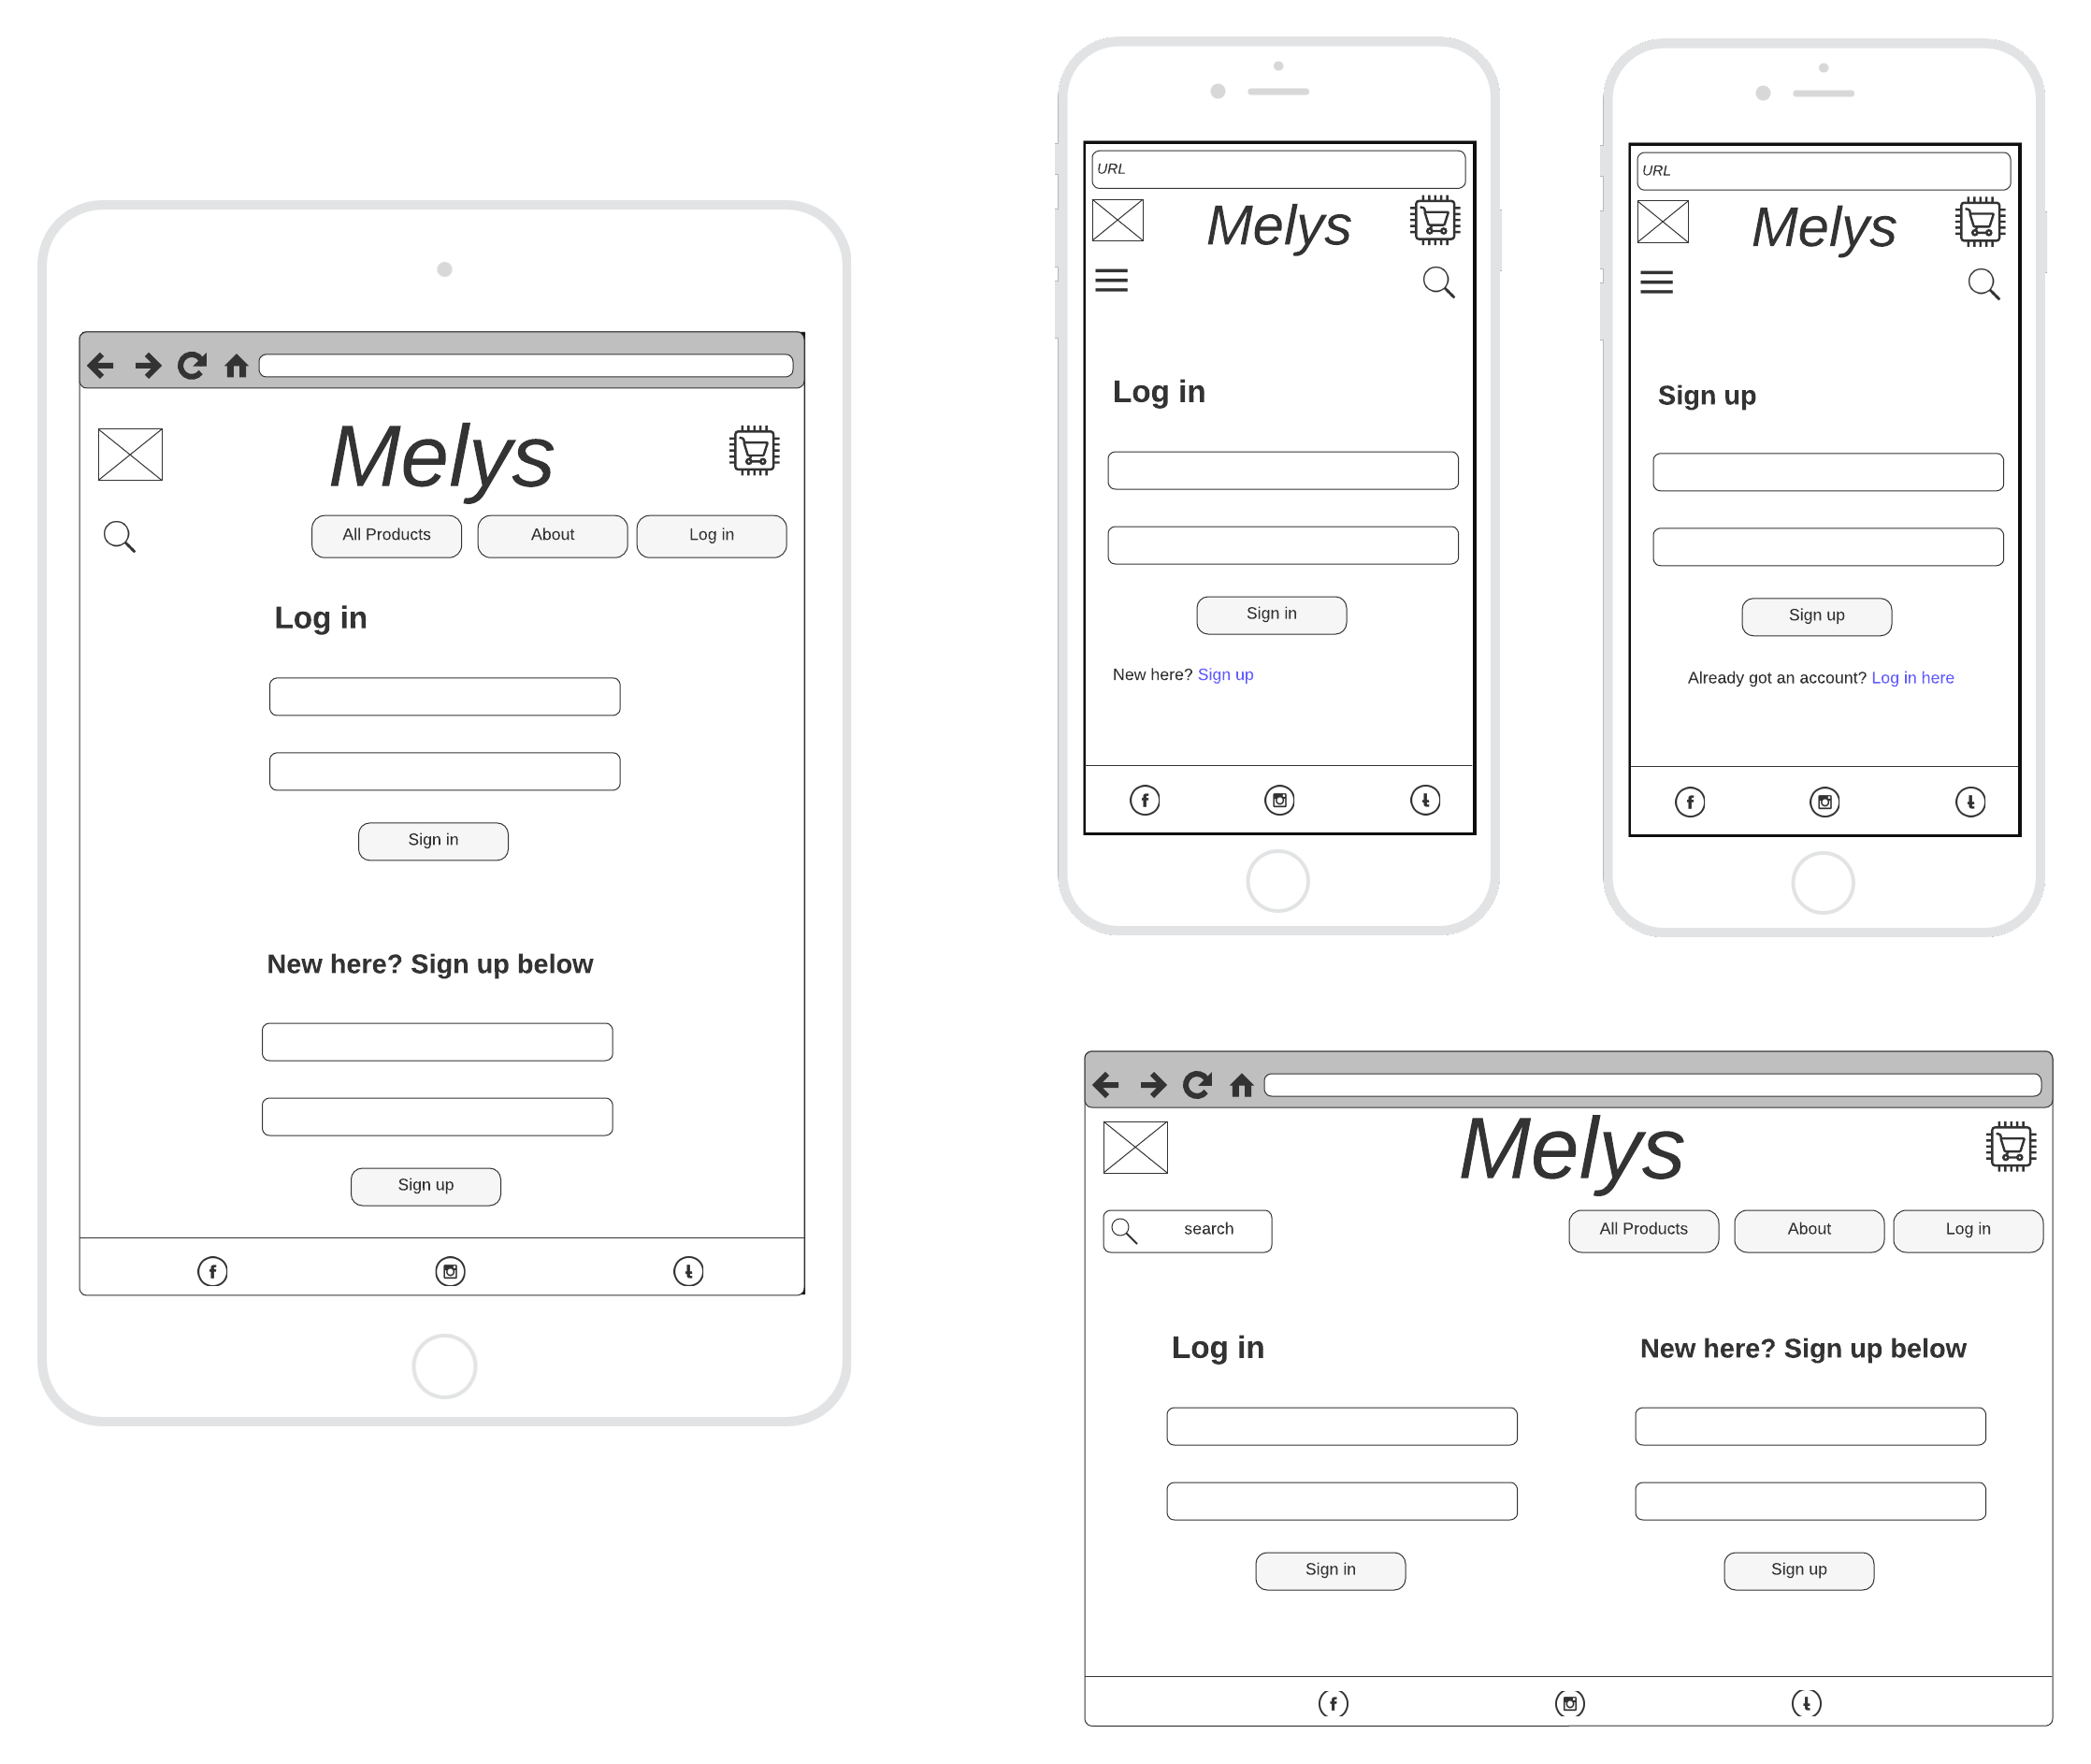 Melys
All Products About Log in
Log in
Sign in
New here? Sign up below
Sign up
URL
Melys
Log in
Sign in
New here? Sign up
URL
Melys
Sign up
Sign up
Already got an account? Log in here
Melys
search All Products About Log in
Log in New here? Sign up below
Sign in Sign up